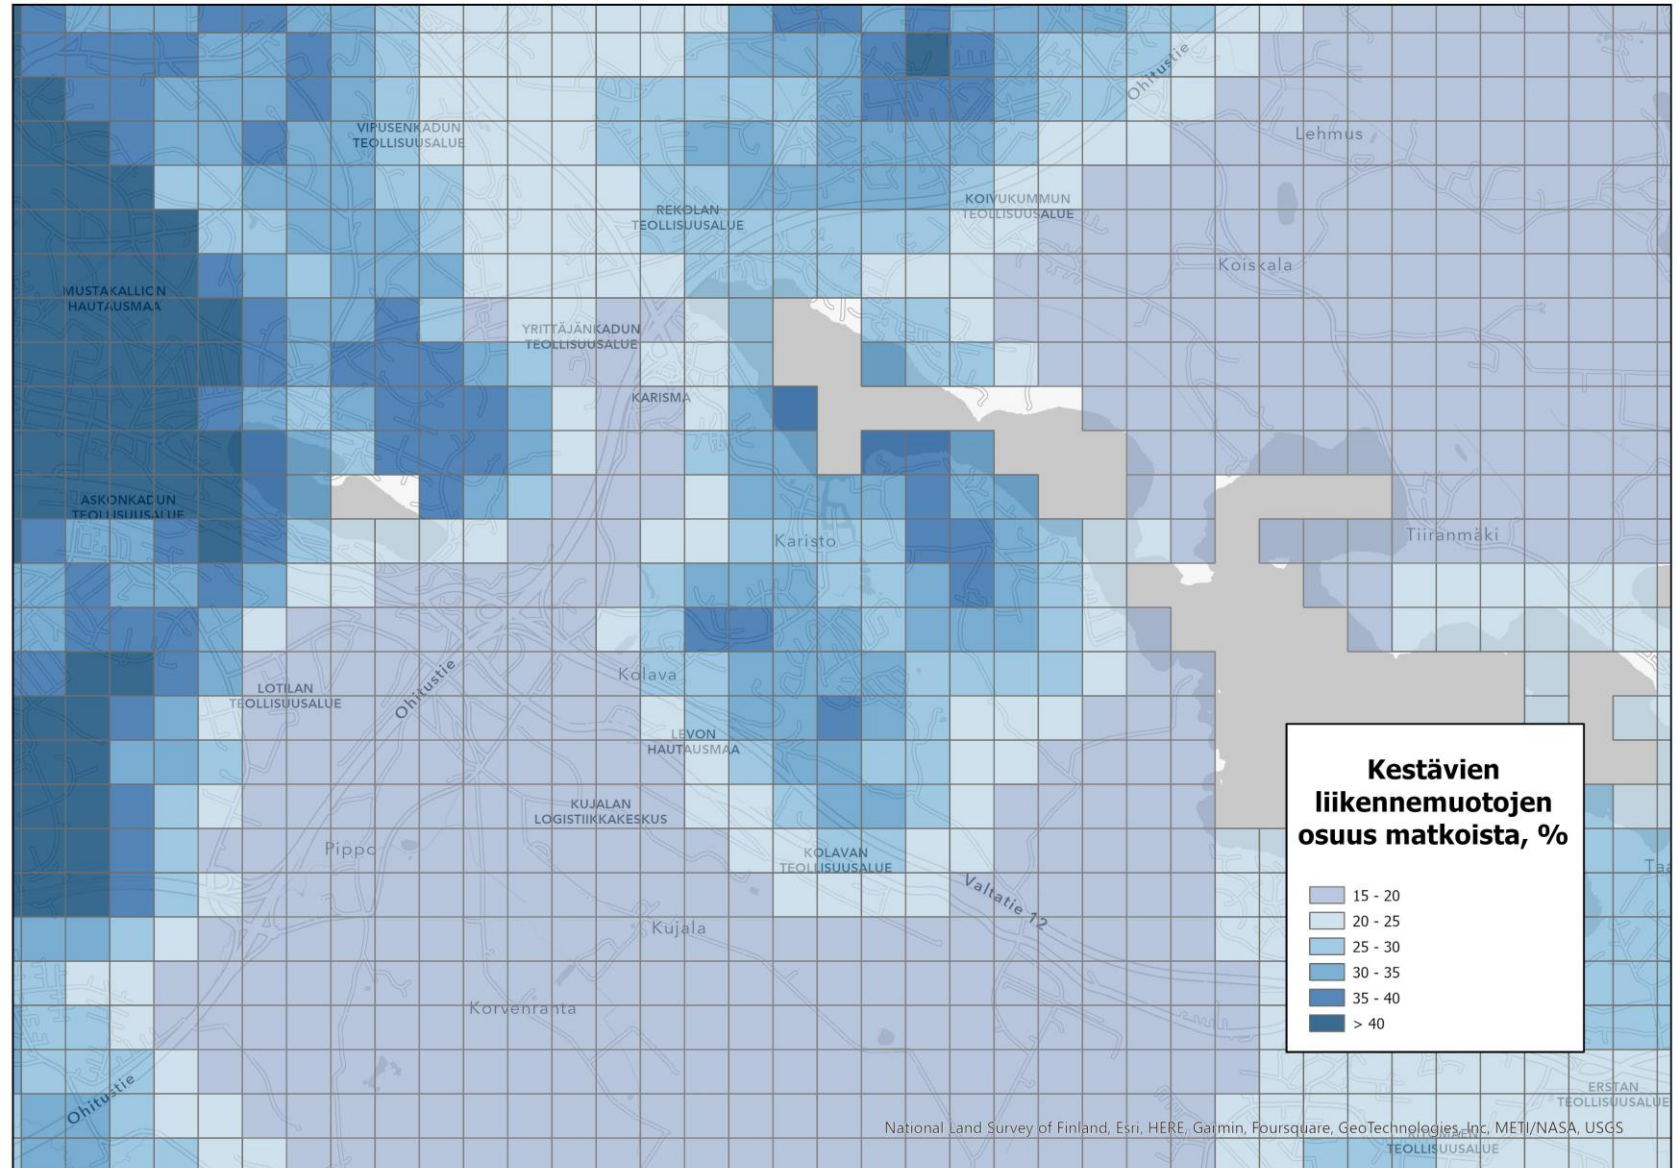 Ohitustie
VIPUSENKADUN
TEOLLISUUSALUE
Lehmus
REKOLAN
TEOLLISUUSALUE
KOIVUKUMMUN
TEOLLISUUSALUE
Koiskala
MUSTAKALLION
HAUTAUSMAA
YRITTÄJÄNKADUN
TEOLLISUUSALUE
KARISMA
ASKONKADUN
TEOLLISUUSALUE
Karisto
Tiiranmäki
Kolava
LOTILAN
TEOLLISUUSALUE
Ohitustie
LEVON
HAUTAUSMAA
Kestävien
liikennemuotojen
osuus matkoista, %
15 - 20
20 - 25
25 - 30
30 - 35
35 - 40
> 40
KUJALAN
LOGISTIIKKAKESKUS
Pippo
KOLAVAN
TEOLLISUUSALUE
Valtatie 12
Kujala
Korvenranta
Ohitustie
ERSTAN
TEOLLISUUSALUE
National Land Survey of Finland, Esri, HERE, Garmin, Foursquare, GeoTechnologies, Inc, METI/NASA, USGS
TEOLLISUUSALUE